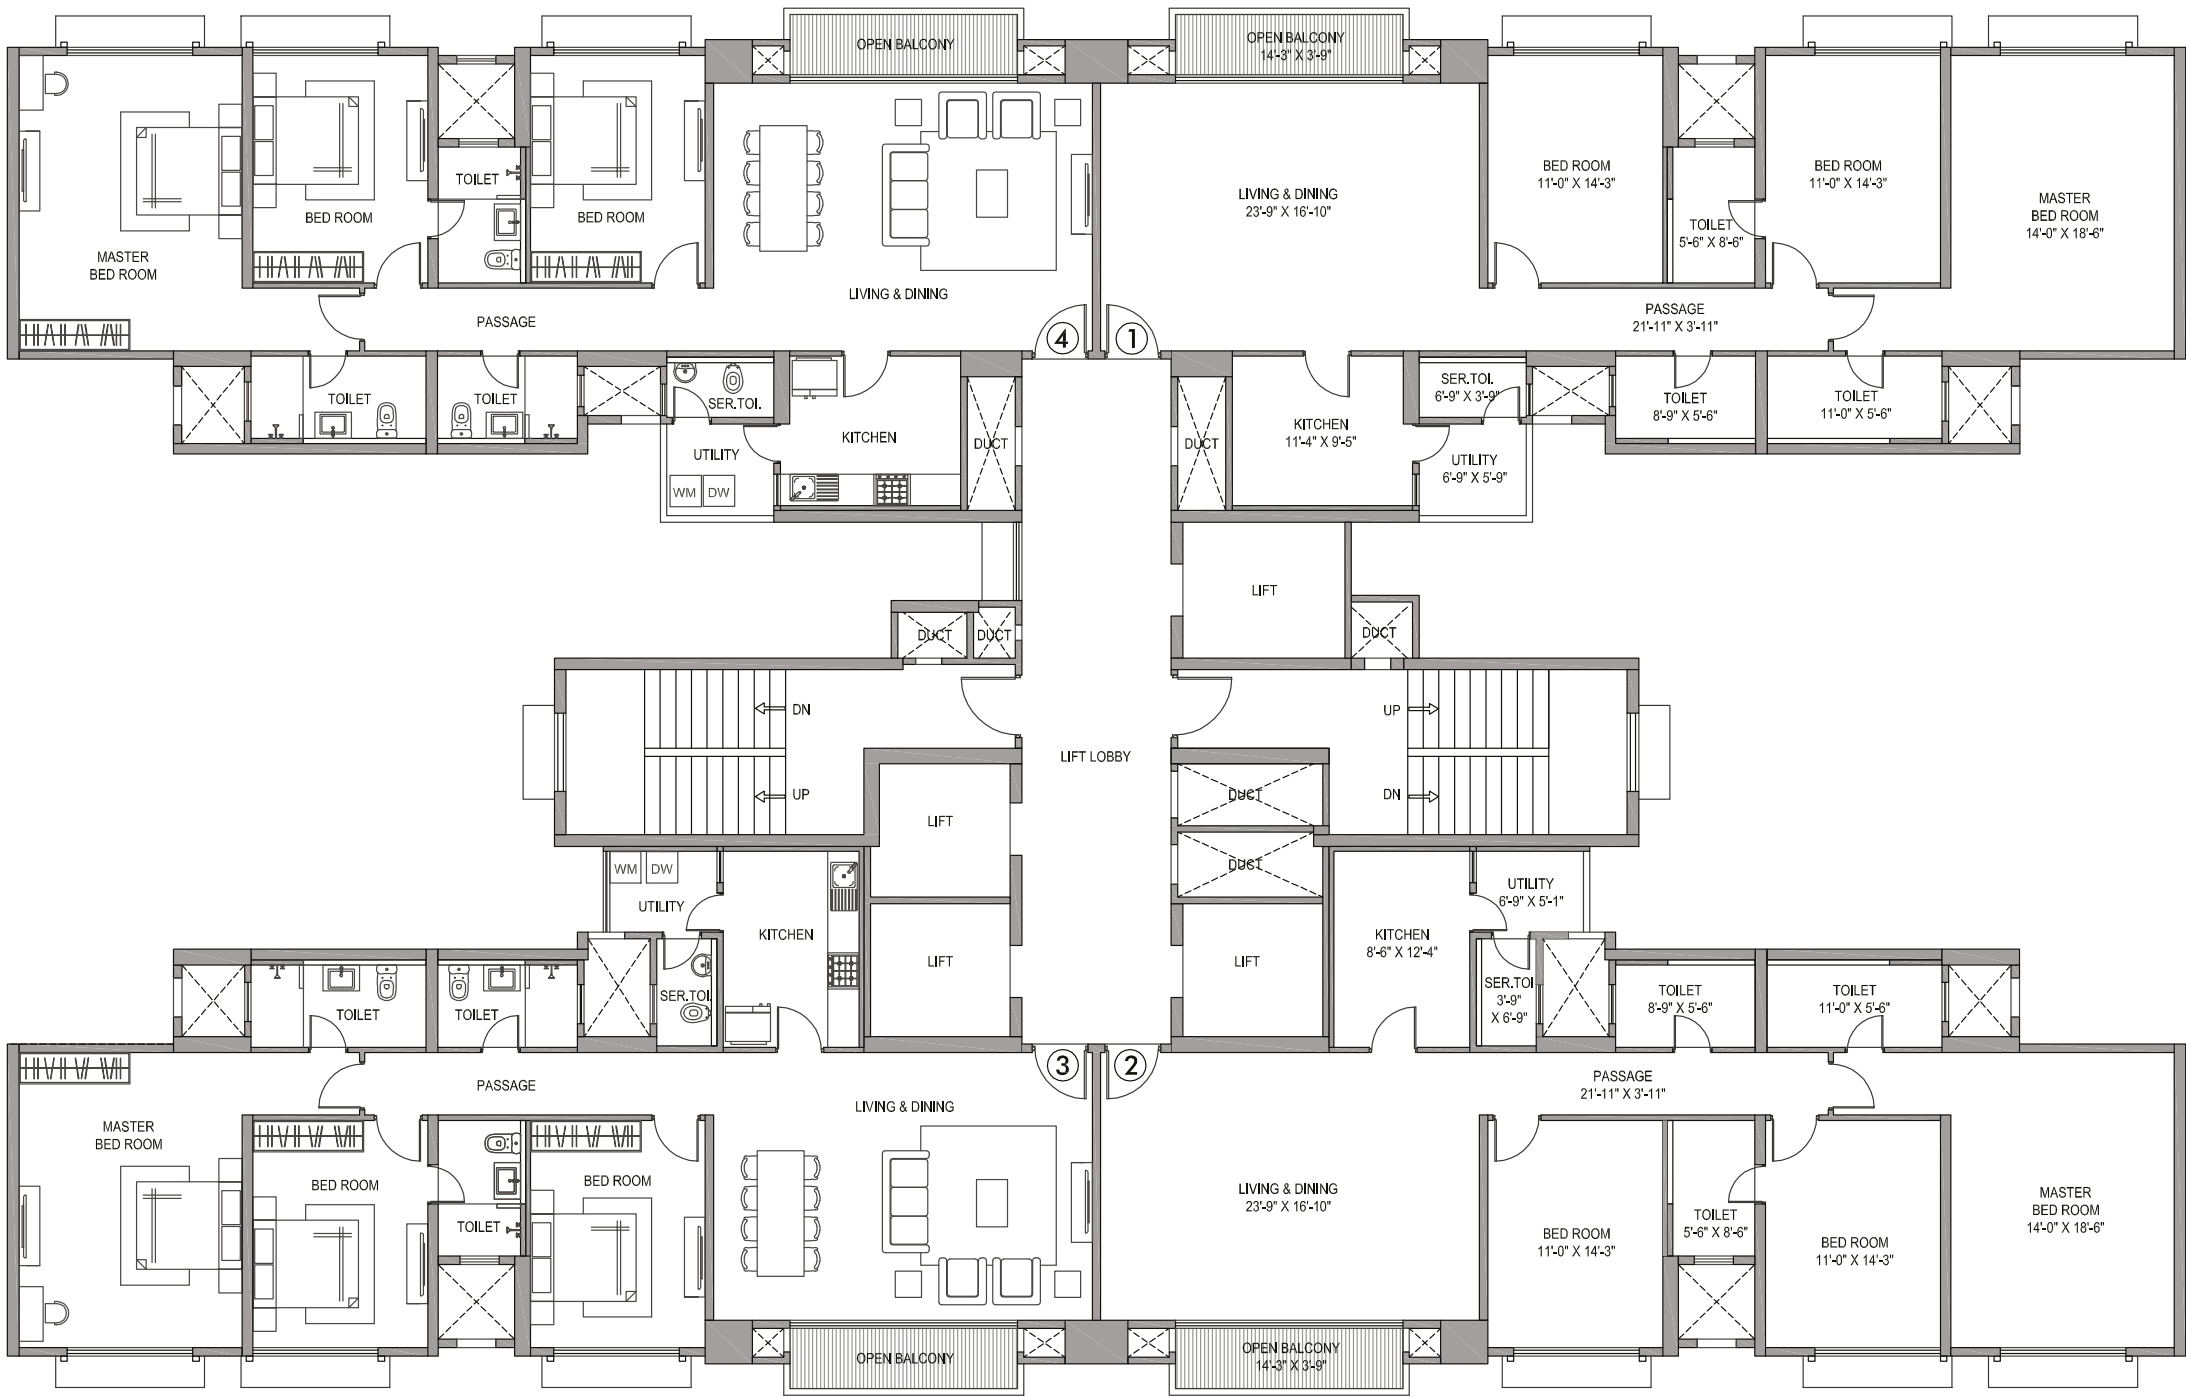 OPEN BALCONY
OPEN BALCONY
14'-3" X 3'-9"
TOILET
BED ROOM
BED ROOM
MASTER
BED ROOM
LIVING & DINING
PASSAGE
LIVING & DINING
23'-9" X 16'-10"
BED ROOM
11'-0" X 14'-3"
BED ROOM
11'-0" X 14'-3"
TOILET
5'-6" X 8'-6"
MASTER
BED ROOM
14'-0" X 18'-6"
PASSAGE
21'-11" X 3'-11"
4
1
TOILET
TOILET
SER.TOI.
KITCHEN
UTILITY
WM
DW
DUCT
DUCT
KITCHEN
11'-4" X 9'-5"
SER.TOI.
6'-9" X 3'-9"
UTILITY
6'-9" X 5'-9"
TOILET
8'-9" X 5'-6"
TOILET
11'-0" X 5'-6"
LIFT
DUCT
DUCT
DUCT
DN
UP
UP
DN
LIFT LOBBY
LIFT
DUCT
DUCT
WM
DW
UTILITY
KITCHEN
LIFT
LIFT
KITCHEN
8'-6" X 12'-4"
UTILITY
6'-9" X 5'-1"
SER.TOI
3'-9"
X 6'-9"
TOILET
8'-9" X 5'-6"
TOILET
11'-0" X 5'-6"
TOILET
TOILET
SER.TOI.
3
2
PASSAGE
LIVING & DINING
PASSAGE
21'-11" X 3'-11"
MASTER
BED ROOM
BED ROOM
BED ROOM
TOILET
LIVING & DINING
23'-9" X 16'-10"
BED ROOM
11'-0" X 14'-3"
TOILET
5'-6" X 8'-6"
BED ROOM
11'-0" X 14'-3"
MASTER
BED ROOM
14'-0" X 18'-6"
OPEN BALCONY
OPEN BALCONY
14'-3" X 3'-9"